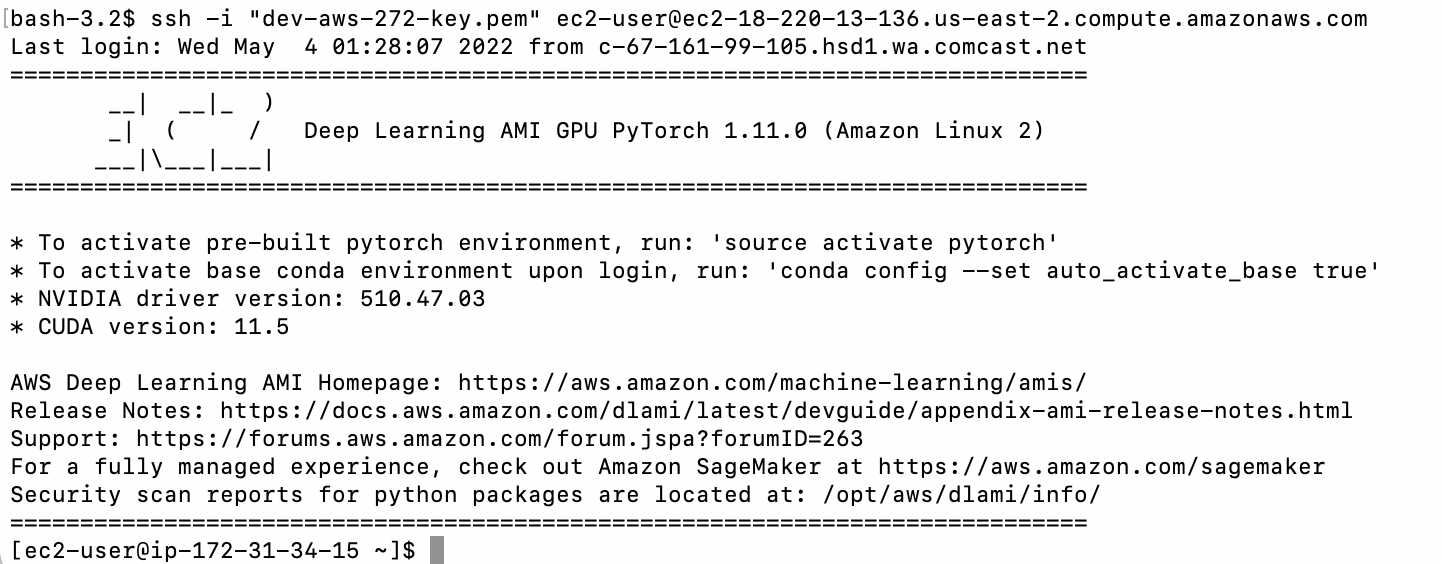 [bash-3.2$ ssh -i "dev-aws-272-key.pem" ec2-user@ec2-18-220-13-136.us-east-2.compute.amazonaws.com
Last login: Wed May  4 01:28:07 2022 from c-67-161-99-105.hsd1.wa.comcast.net
=============================================================================
       __|  __|_  )
       _|  (     /   Deep Learning AMI GPU PyTorch 1.11.0 (Amazon Linux 2)
      ___|\___|___|
=============================================================================

* To activate pre-built pytorch environment, run: 'source activate pytorch'
* To activate base conda environment upon login, run: 'conda config --set auto_activate_base true'
* NVIDIA driver version: 510.47.03
* CUDA version: 11.5

AWS Deep Learning AMI Homepage: https://aws.amazon.com/machine-learning/amis/
Release Notes: https://docs.aws.amazon.com/dlami/latest/devguide/appendix-ami-release-notes.html
Support: https://forums.aws.amazon.com/forum.jspa?forumID=263
For a fully managed experience, check out Amazon SageMaker at https://aws.amazon.com/sagemaker
Security scan reports for python packages are located at: /opt/aws/dlami/info/
=============================================================================
[ec2-user@ip-172-31-34-15 ~]$